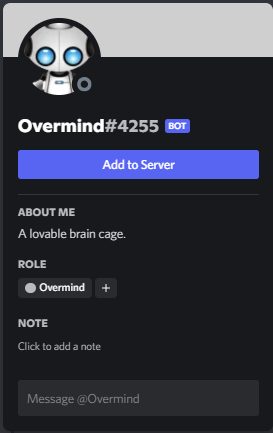 Overmind#4255 BOT
Add to Server
ABOUT ME
A lovable brain cage.
ROLE
Overmind +
NOTE
Click to add a note
Message @Overmind